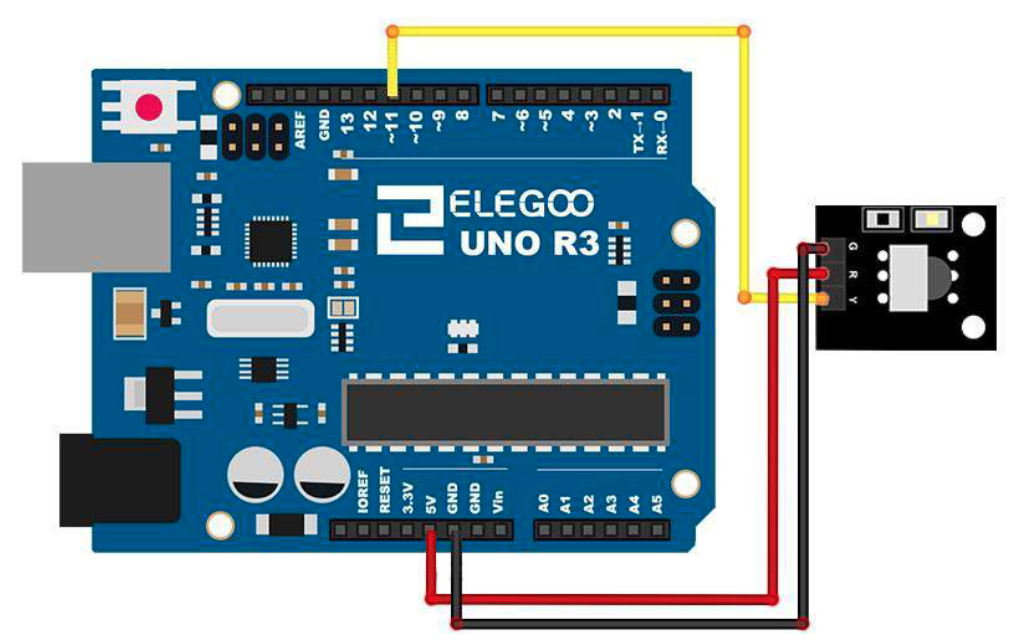 AREF
GND
13
12
~11
~10
~9
8
7
~6
~5
4
~3
2
TX→1
RX←0
ELEGOO
UNO R3
G
R
Y
IOREF
RESET
3.3V
5V
GND
GND
Vin
A0
A1
A2
A3
A4
A5